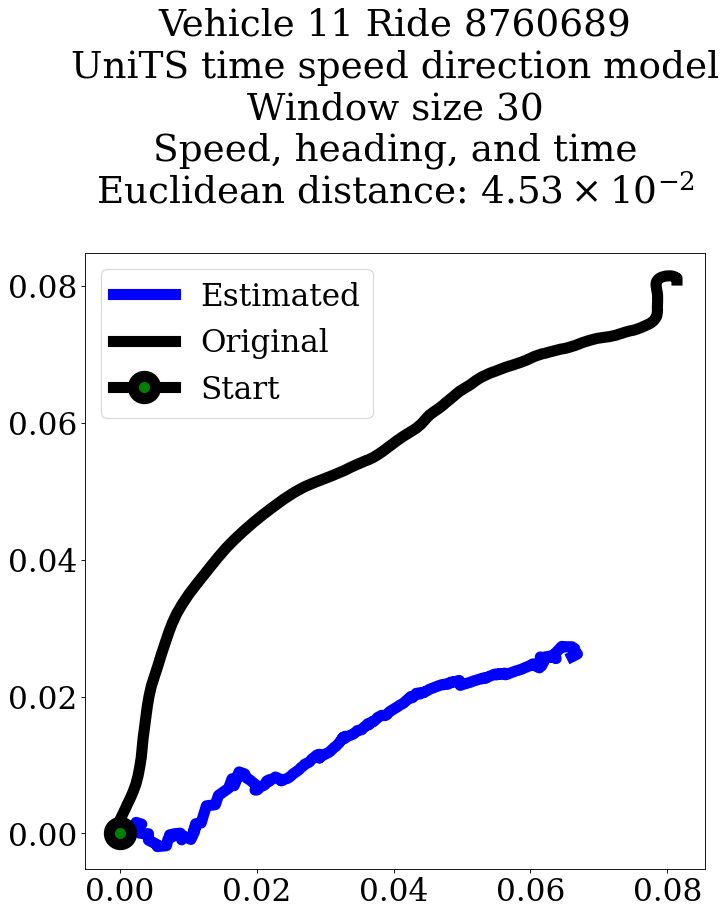 Vehicle 11 Ride 8760689
UniTS time speed direction model
Window size 30
Speed, heading, and time
Euclidean distance: 4.53 × 10⁻²
Estimated
Original
Start
0.08
0.06
0.04
0.02
0.00
0.00 0.02 0.04 0.06 0.08